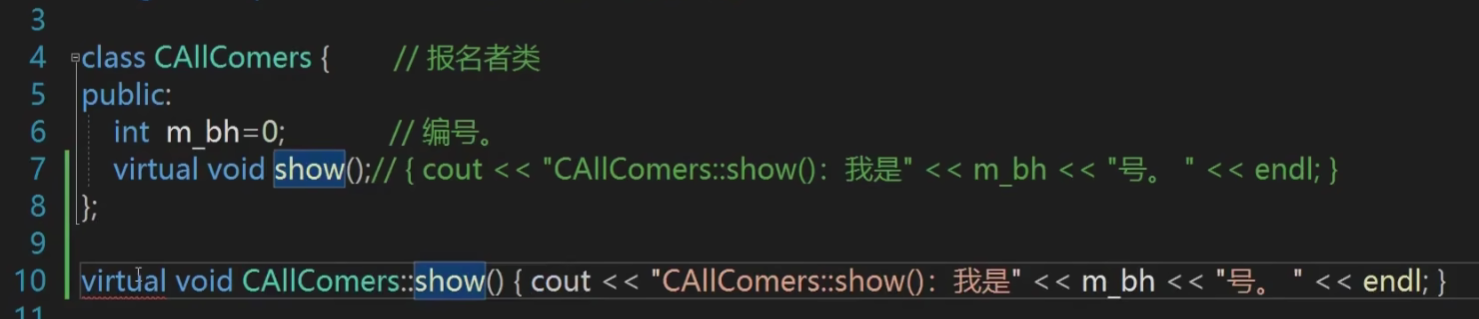 3
4 class CAllComers { // 报名者类
5 public:
6 int m_bh=0; // 编号。
7 virtual void show();// { cout << "CAllComers::show()：我是" << m_bh << "号。 " << endl; }
8 };
9
10 virtual void CAllComers::show() { cout << "CAllComers::show()：我是" << m_bh << "号。 " << endl; }
11